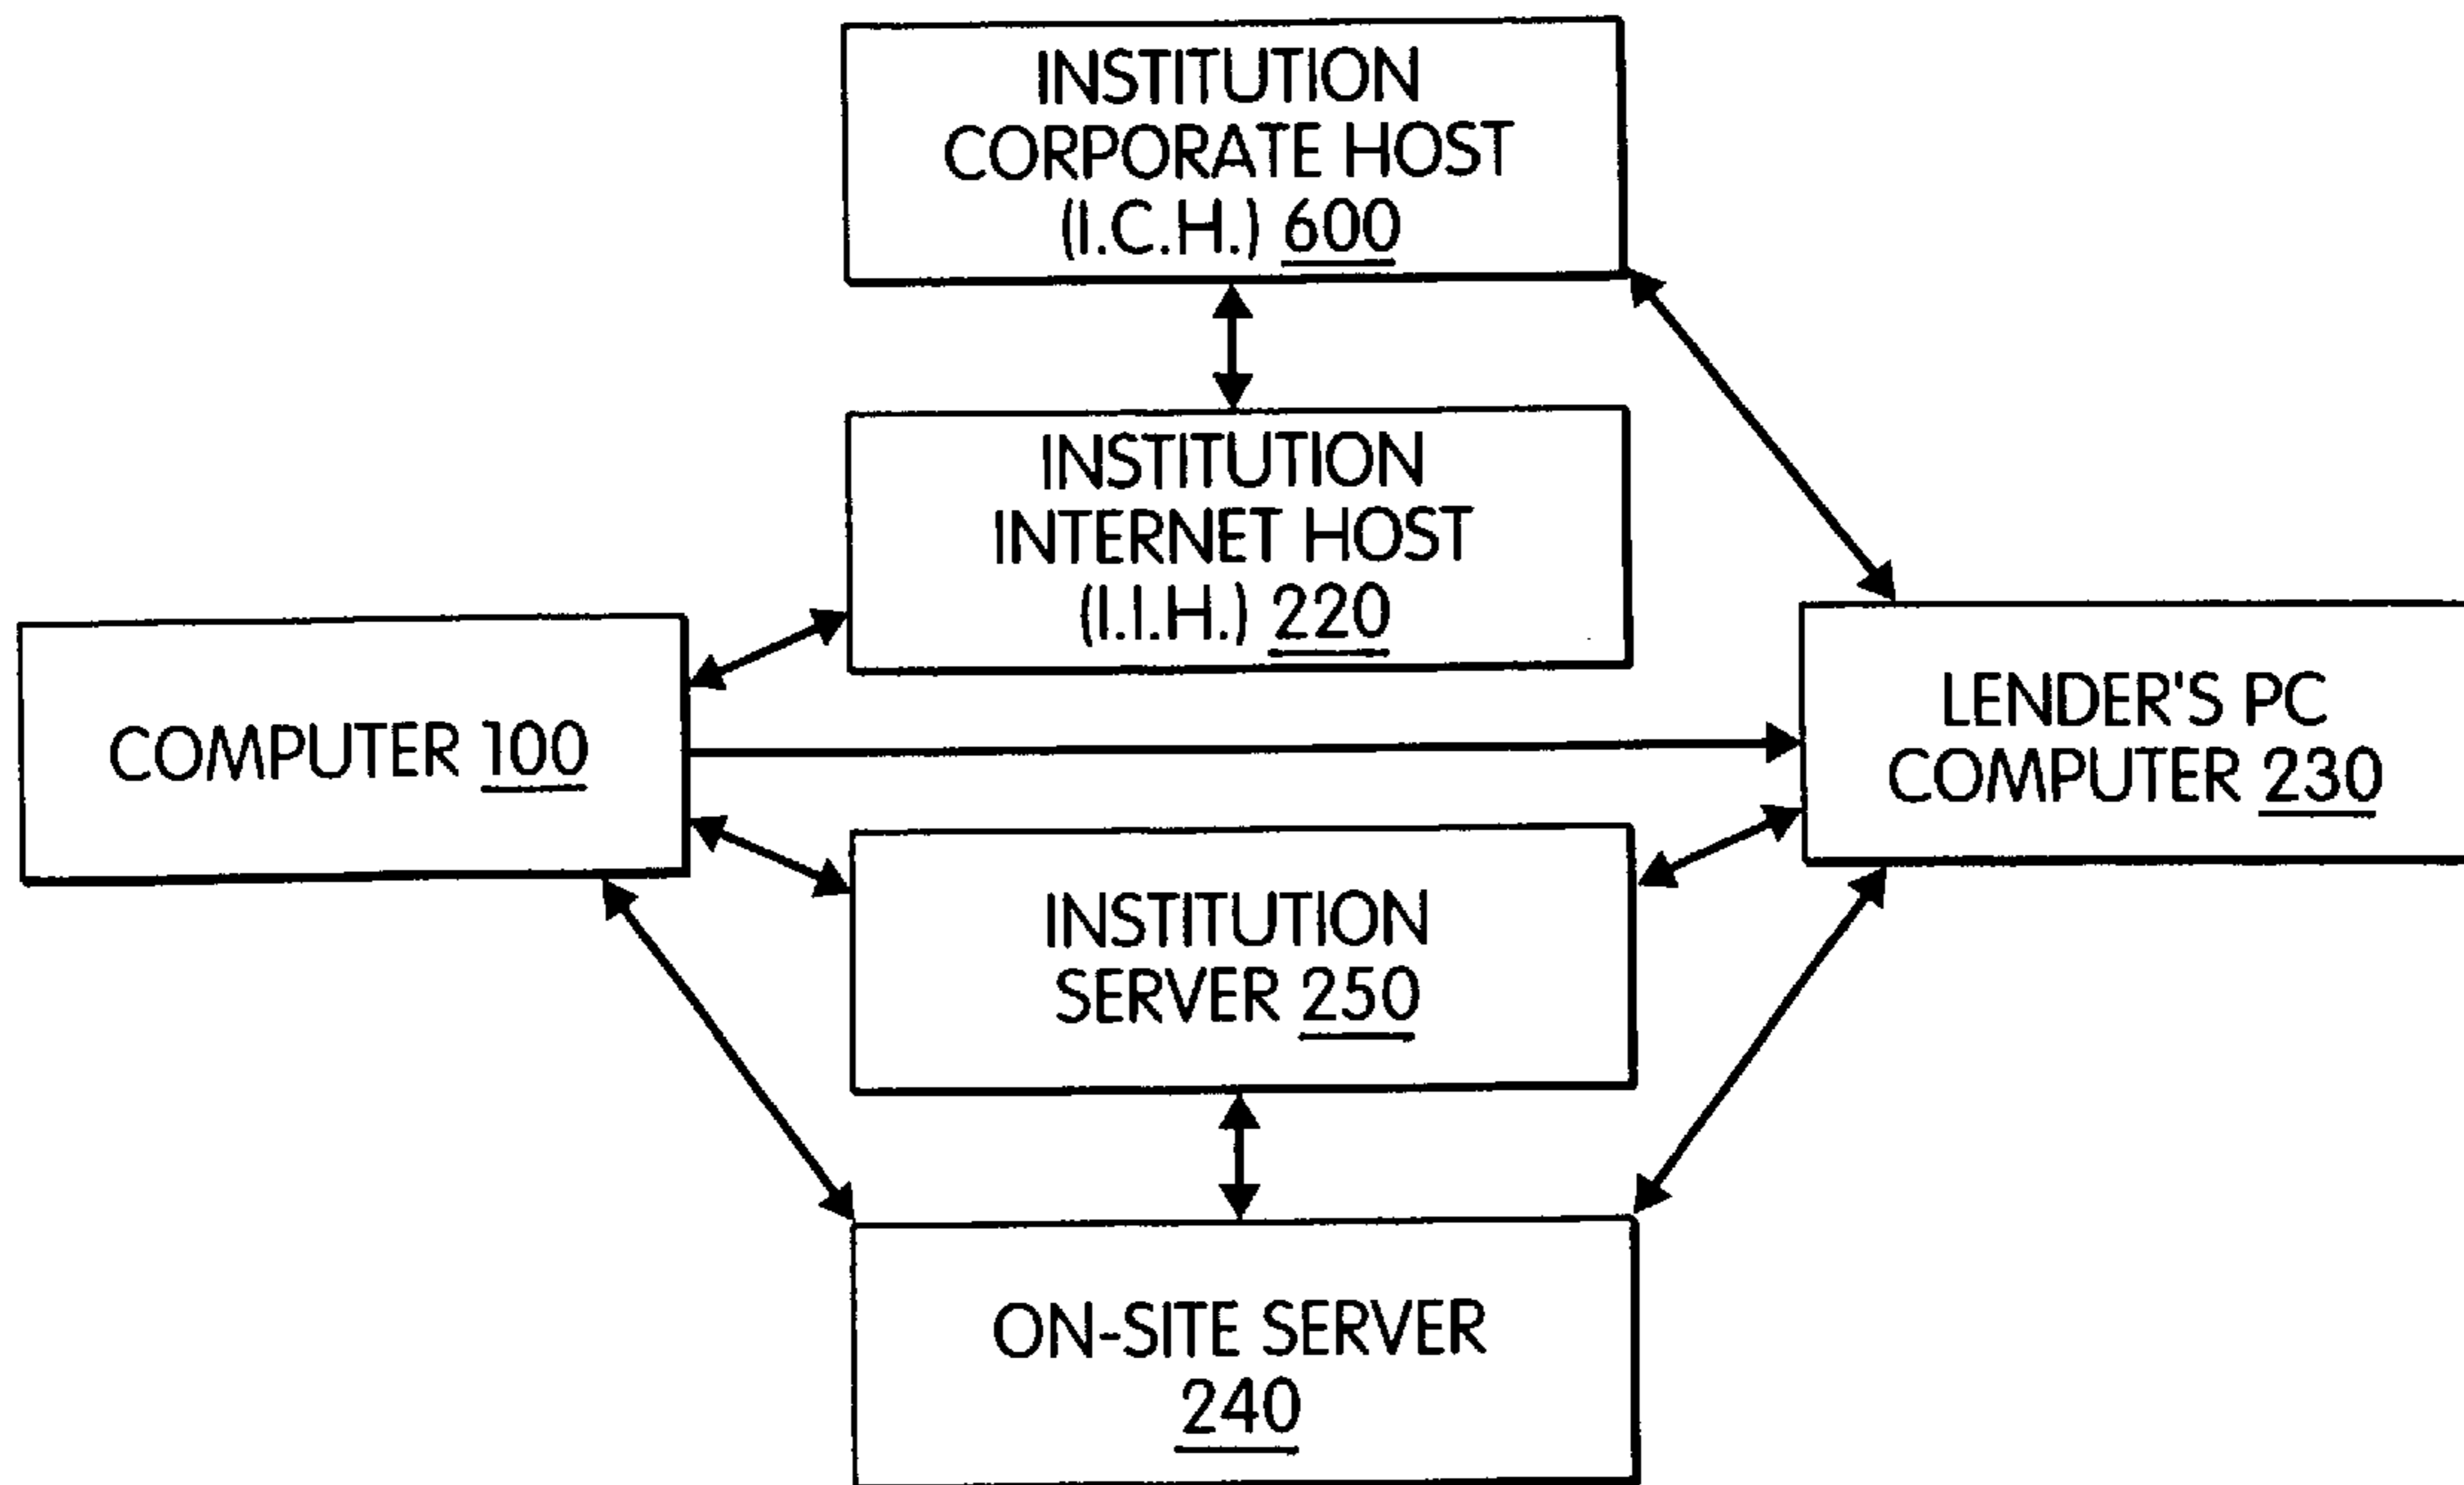 INSTITUTION
CORPORATE HOST
(I.C.H.) 600
INSTITUTION
INTERNET HOST
(I.I.H.) 220
COMPUTER 100
LENDER'S PC
COMPUTER 230
INSTITUTION
SERVER 250
ON-SITE SERVER
240